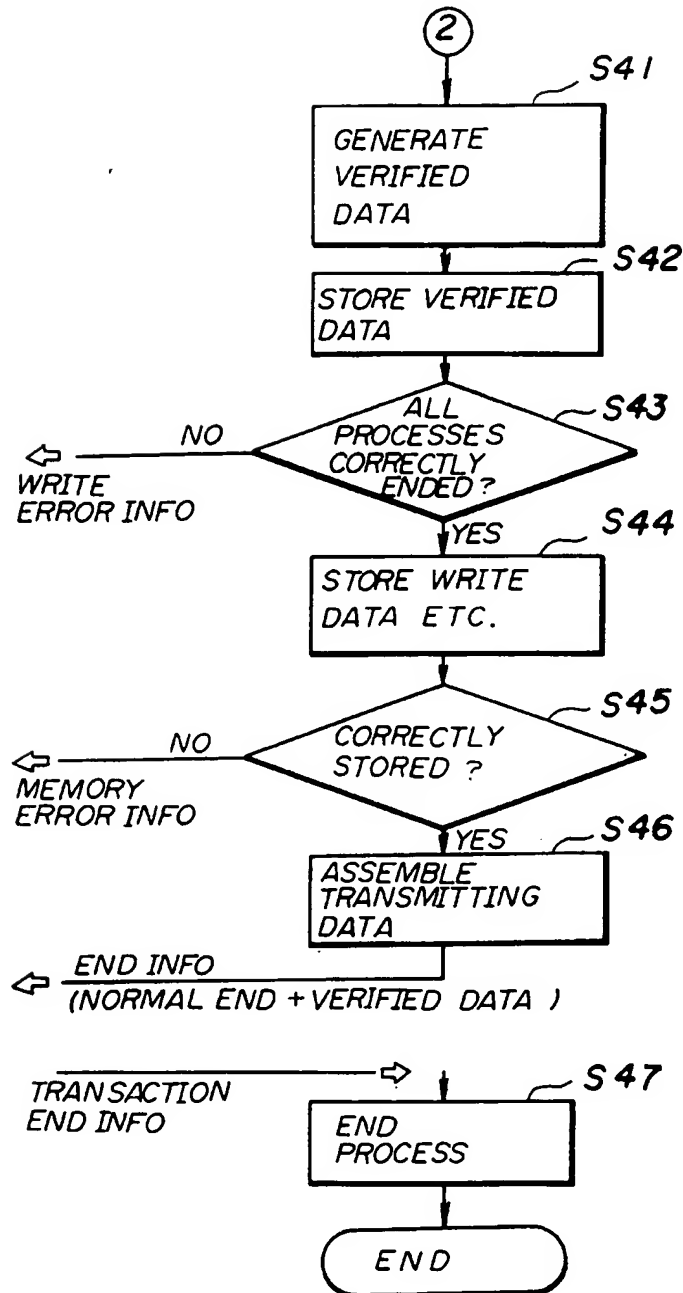 2
S41
GENERATE
VERIFIED
DATA
S42
STORE VERIFIED
DATA
S43
ALL
PROCESSES
CORRECTLY
ENDED ?
NO
WRITE
ERROR INFO
YES
S44
STORE WRITE
DATA ETC.
S45
CORRECTLY
STORED ?
NO
MEMORY
ERROR INFO
YES
S46
ASSEMBLE
TRANSMITTING
DATA
END INFO
(NORMAL END + VERIFIED DATA )
TRANSACTION
END INFO
S47
END
PROCESS
END